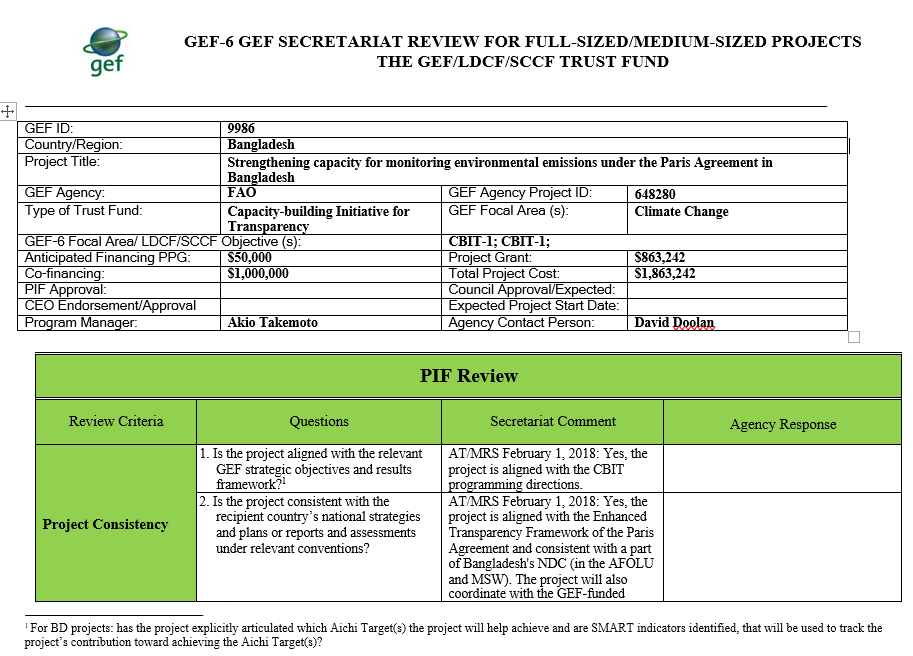 gef
GEF-6 GEF SECRETARIAT REVIEW FOR FULL-SIZED/MEDIUM-SIZED PROJECTS
THE GEF/LDCF/SCCF TRUST FUND
GEF ID: 9986
Country/Region: Bangladesh
Project Title: Strengthening capacity for monitoring environmental emissions under the Paris Agreement in
Bangladesh
GEF Agency: FAO GEF Agency Project ID: 648280
Type of Trust Fund: Capacity-building Initiative for GEF Focal Area (s): Climate Change
Transparency
GEF-6 Focal Area/ LDCF/SCCF Objective (s): CBIT-1; CBIT-1;
Anticipated Financing PPG: $50,000 Project Grant: $863,242
Co-financing: $1,000,000 Total Project Cost: $1,863,242
PIF Approval: Council Approval/Expected:
CEO Endorsement/Approval Expected Project Start Date:
Program Manager: Akio Takemoto Agency Contact Person: David Doolan
PIF Review
Review Criteria Questions Secretariat Comment Agency Response
Project Consistency
1. Is the project aligned with the relevant
GEF strategic objectives and results
framework?1
AT/MRS February 1, 2018: Yes, the
project is aligned with the CBIT
programming directions.
2. Is the project consistent with the
recipient country's national strategies
and plans or reports and assessments
under relevant conventions?
AT/MRS February 1, 2018: Yes, the
project is aligned with the Enhanced
Transparency Framework of the Paris
Agreement and consistent with a part
of Bangladesh's NDC (in the AFOLU
and MSW). The project will also
coordinate with the GEF-funded
1 For BD projects: has the project explicitly articulated which Aichi Target(s) the project will help achieve and are SMART indicators identified, that will be used to track the
project's contribution toward achieving the Aichi Target(s)?